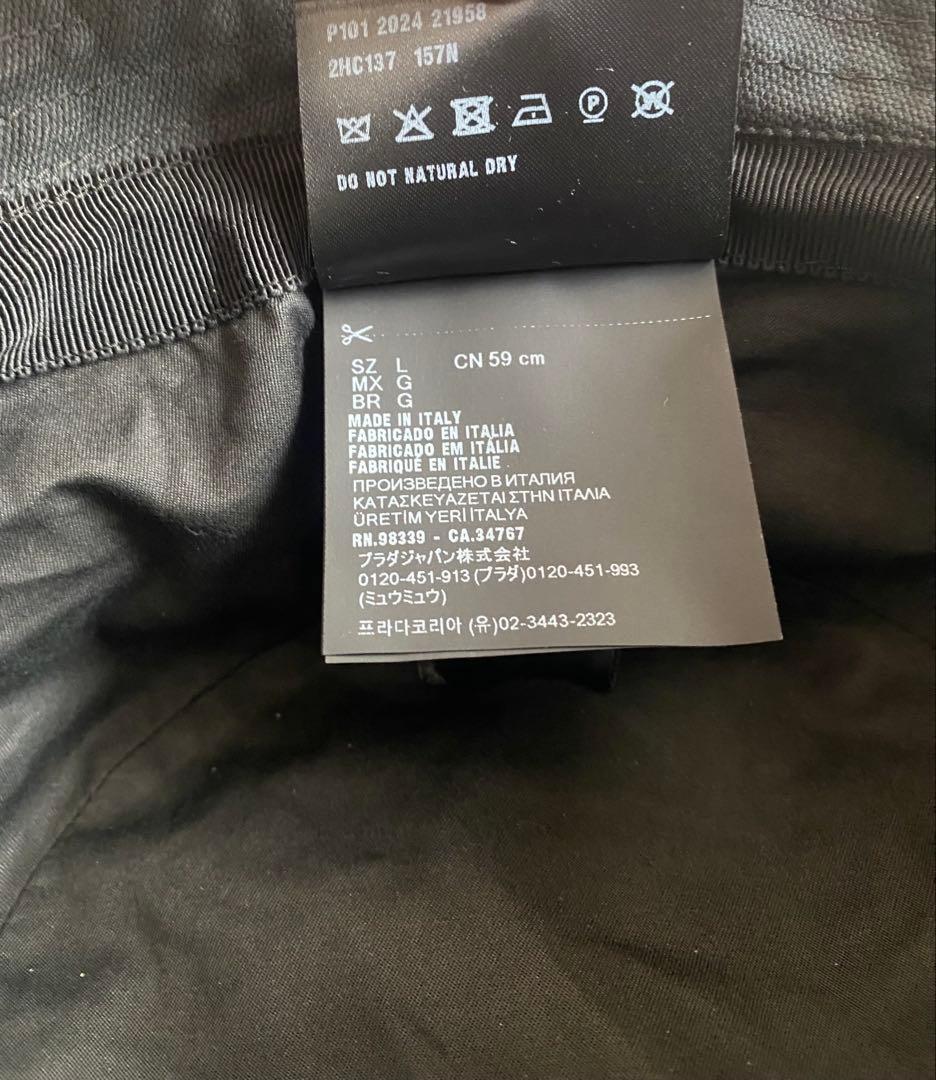 P101 2024 21958
2HC137 157N
P
DO NOT NATURAL DRY
SZ L CN 59 cm
MX G
BR G
MADE IN ITALY
FABRICADO EN ITALIA
FABRICADO EM ITÁLIA
FABRIQUÉ EN ITALIE
ПРОИЗВЕДЕНО В ИТАЛИЯ
ΚΑΤΑΣΚΕΥΑΖΕΤΑΙ ΣΤΗΝ ΙΤΑΛΙΑ
ÜRETİM YERİ İTALYA
RN.98339 - CA.34767
プラダジャパン株式会社
0120-451-913 (プラダ)0120-451-993
(ミュウミュウ)
프라다코리아 (유)02-3443-2323